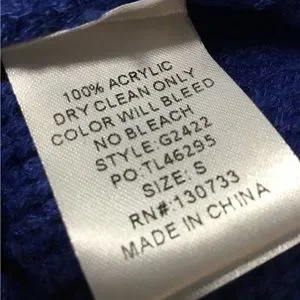 100% ACRYLIC
DRY CLEAN ONLY
COLOR WILL BLEED
NO BLEACH
STYLE:G2422
PO:TL46295
SIZE: S
RN#:130733
MADE IN CHINA